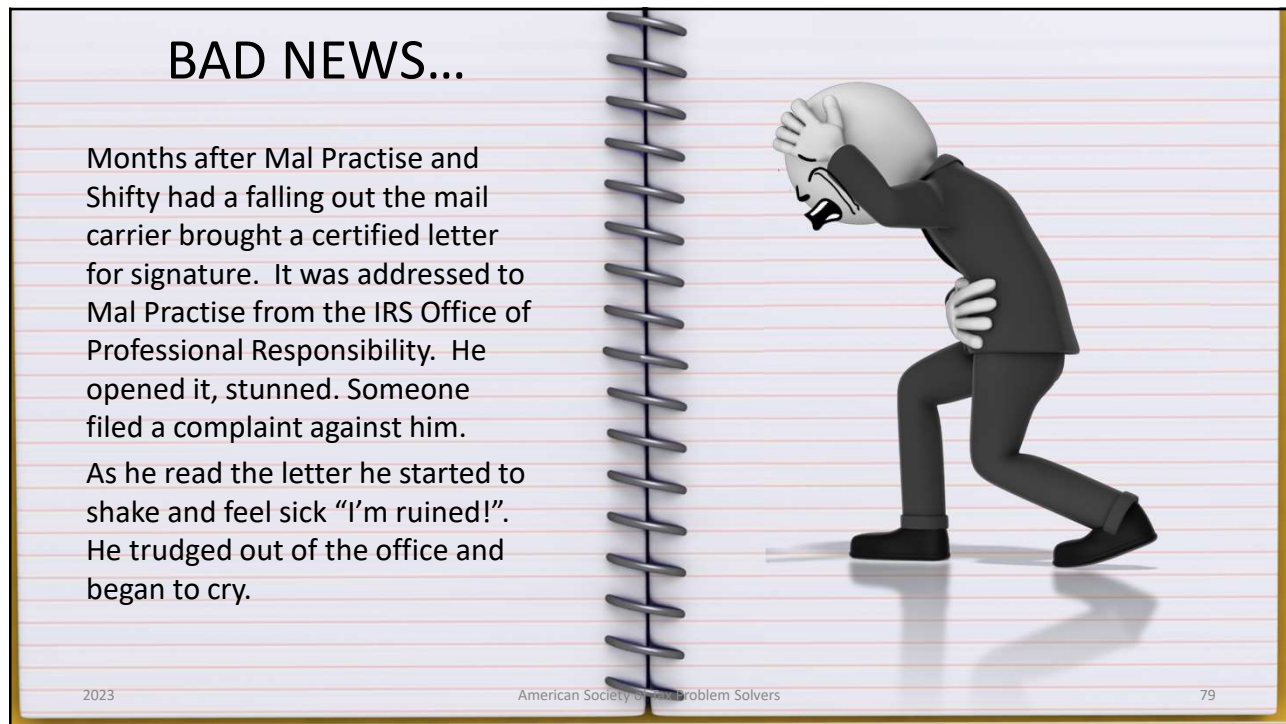 BAD NEWS…
Months after Mal Practise and
Shifty had a falling out the mail
carrier brought a certified letter
for signature.  It was addressed to
Mal Practise from the IRS Office of
Professional Responsibility.  He
opened it, stunned. Someone
filed a complaint against him.
As he read the letter he started to
shake and feel sick “I’m ruined!”.
He trudged out of the office and
began to cry.
2023
American Society of Tax Problem Solvers
79